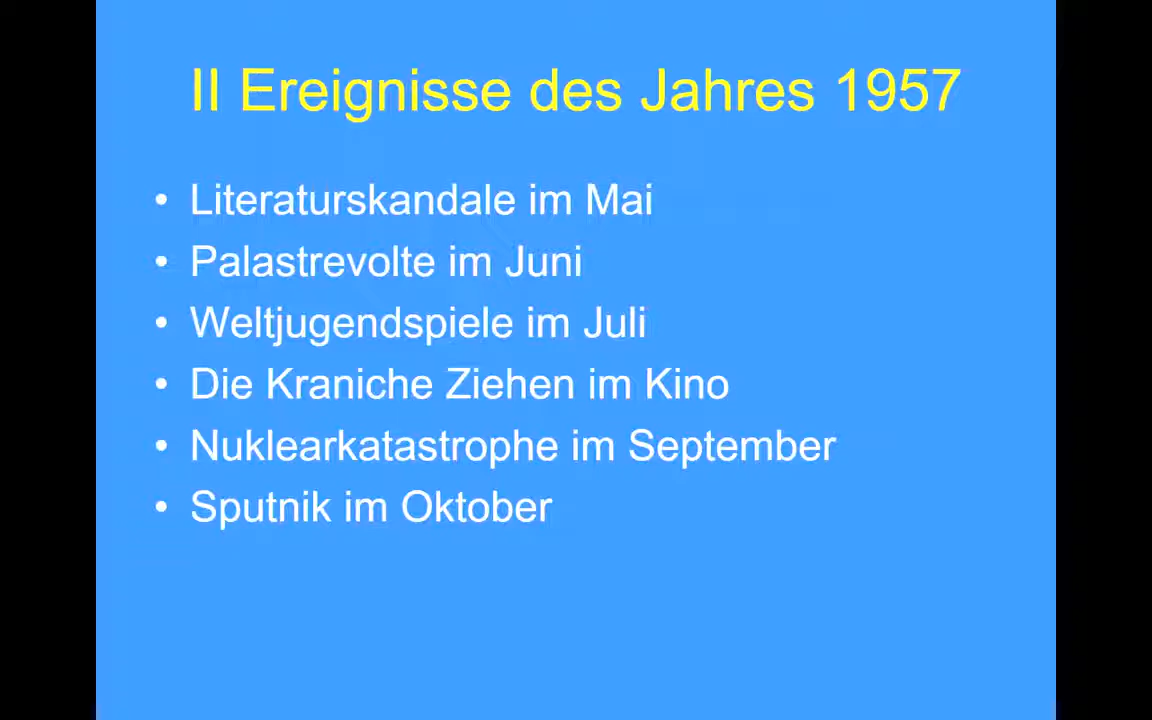 II Ereignisse des Jahres 1957
• Literaturskandale im Mai
• Palastrevolte im Juni
• Weltjugendspiele im Juli
• Die Kraniche Ziehen im Kino
• Nuklearkatastrophe im September
• Sputnik im Oktober